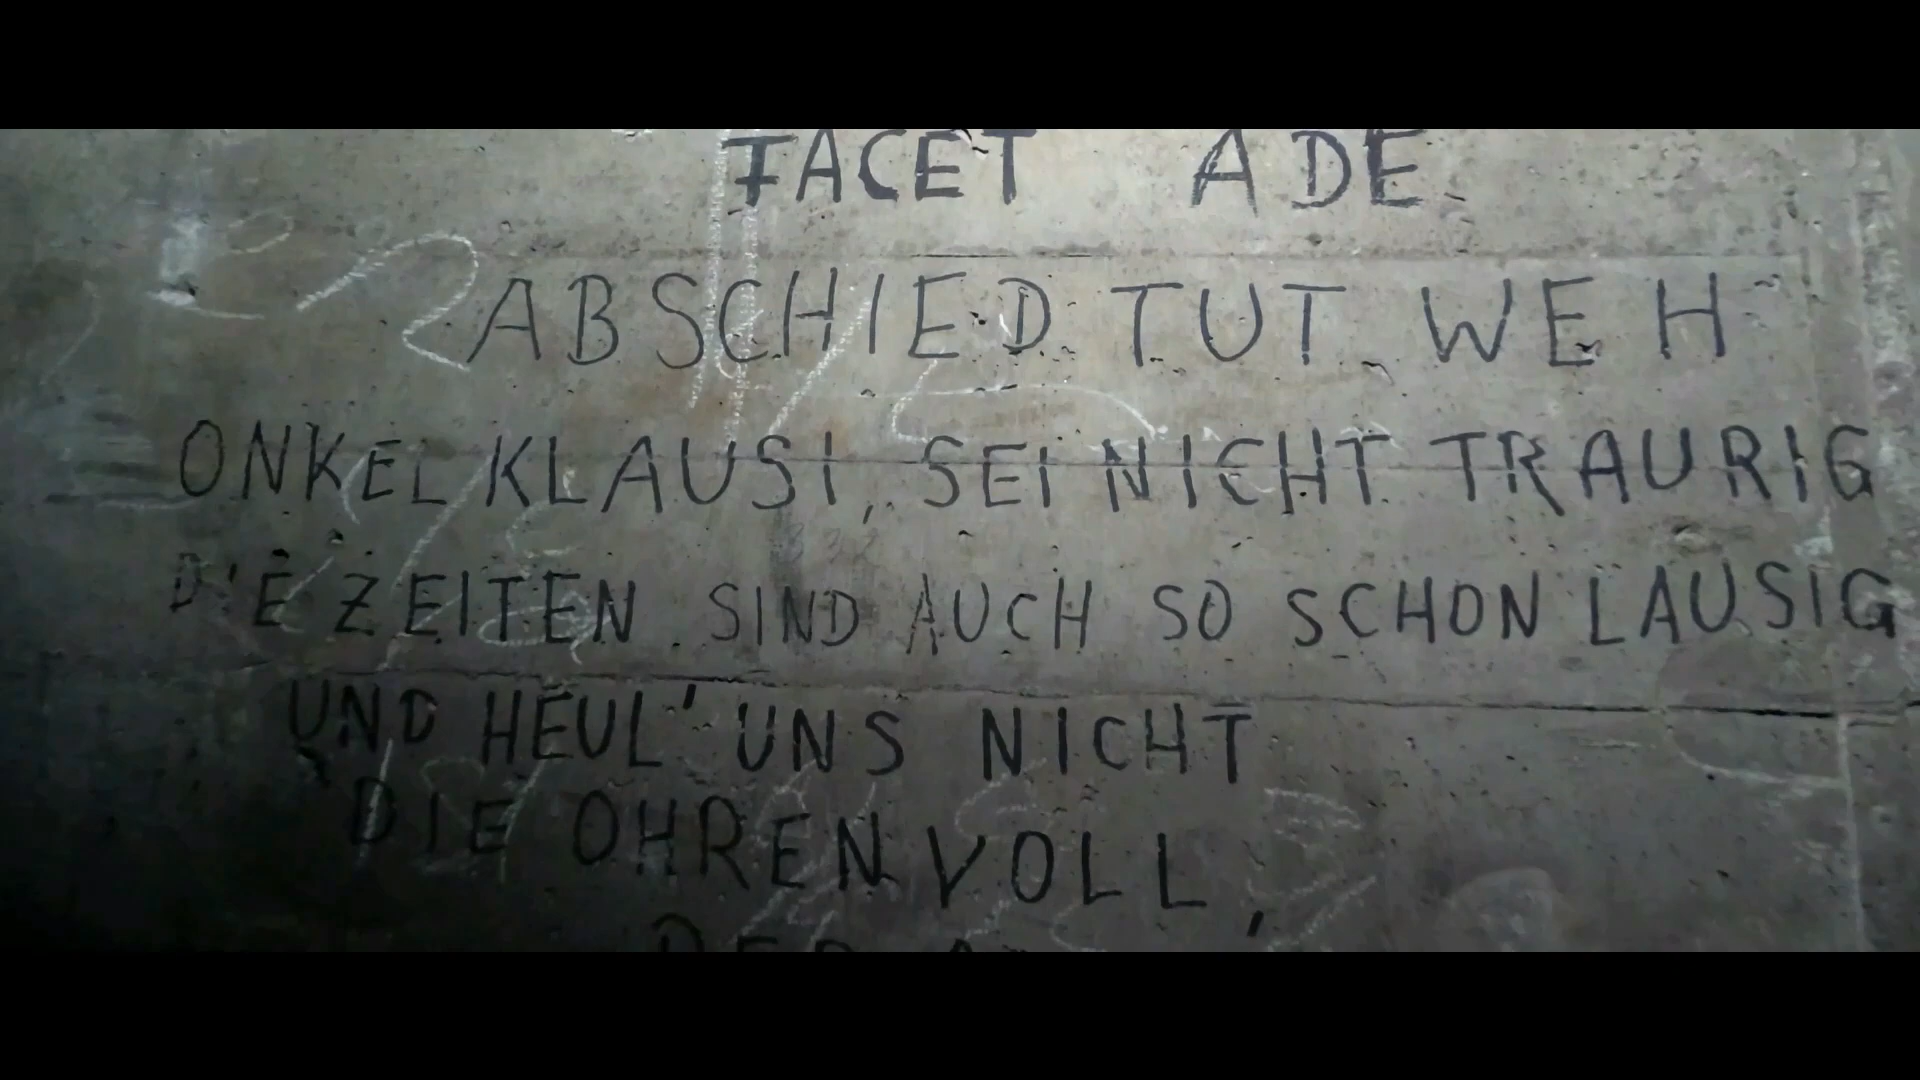 FACET ADE
ABSCHIED TUT WEH
ONKEL KLAUSI, SEI NICHT TRAURIG
DIE ZEITEN SIND AUCH SO SCHON LAUSIG
UND HEUL' UNS NICHT
DIE OHREN VOLL,